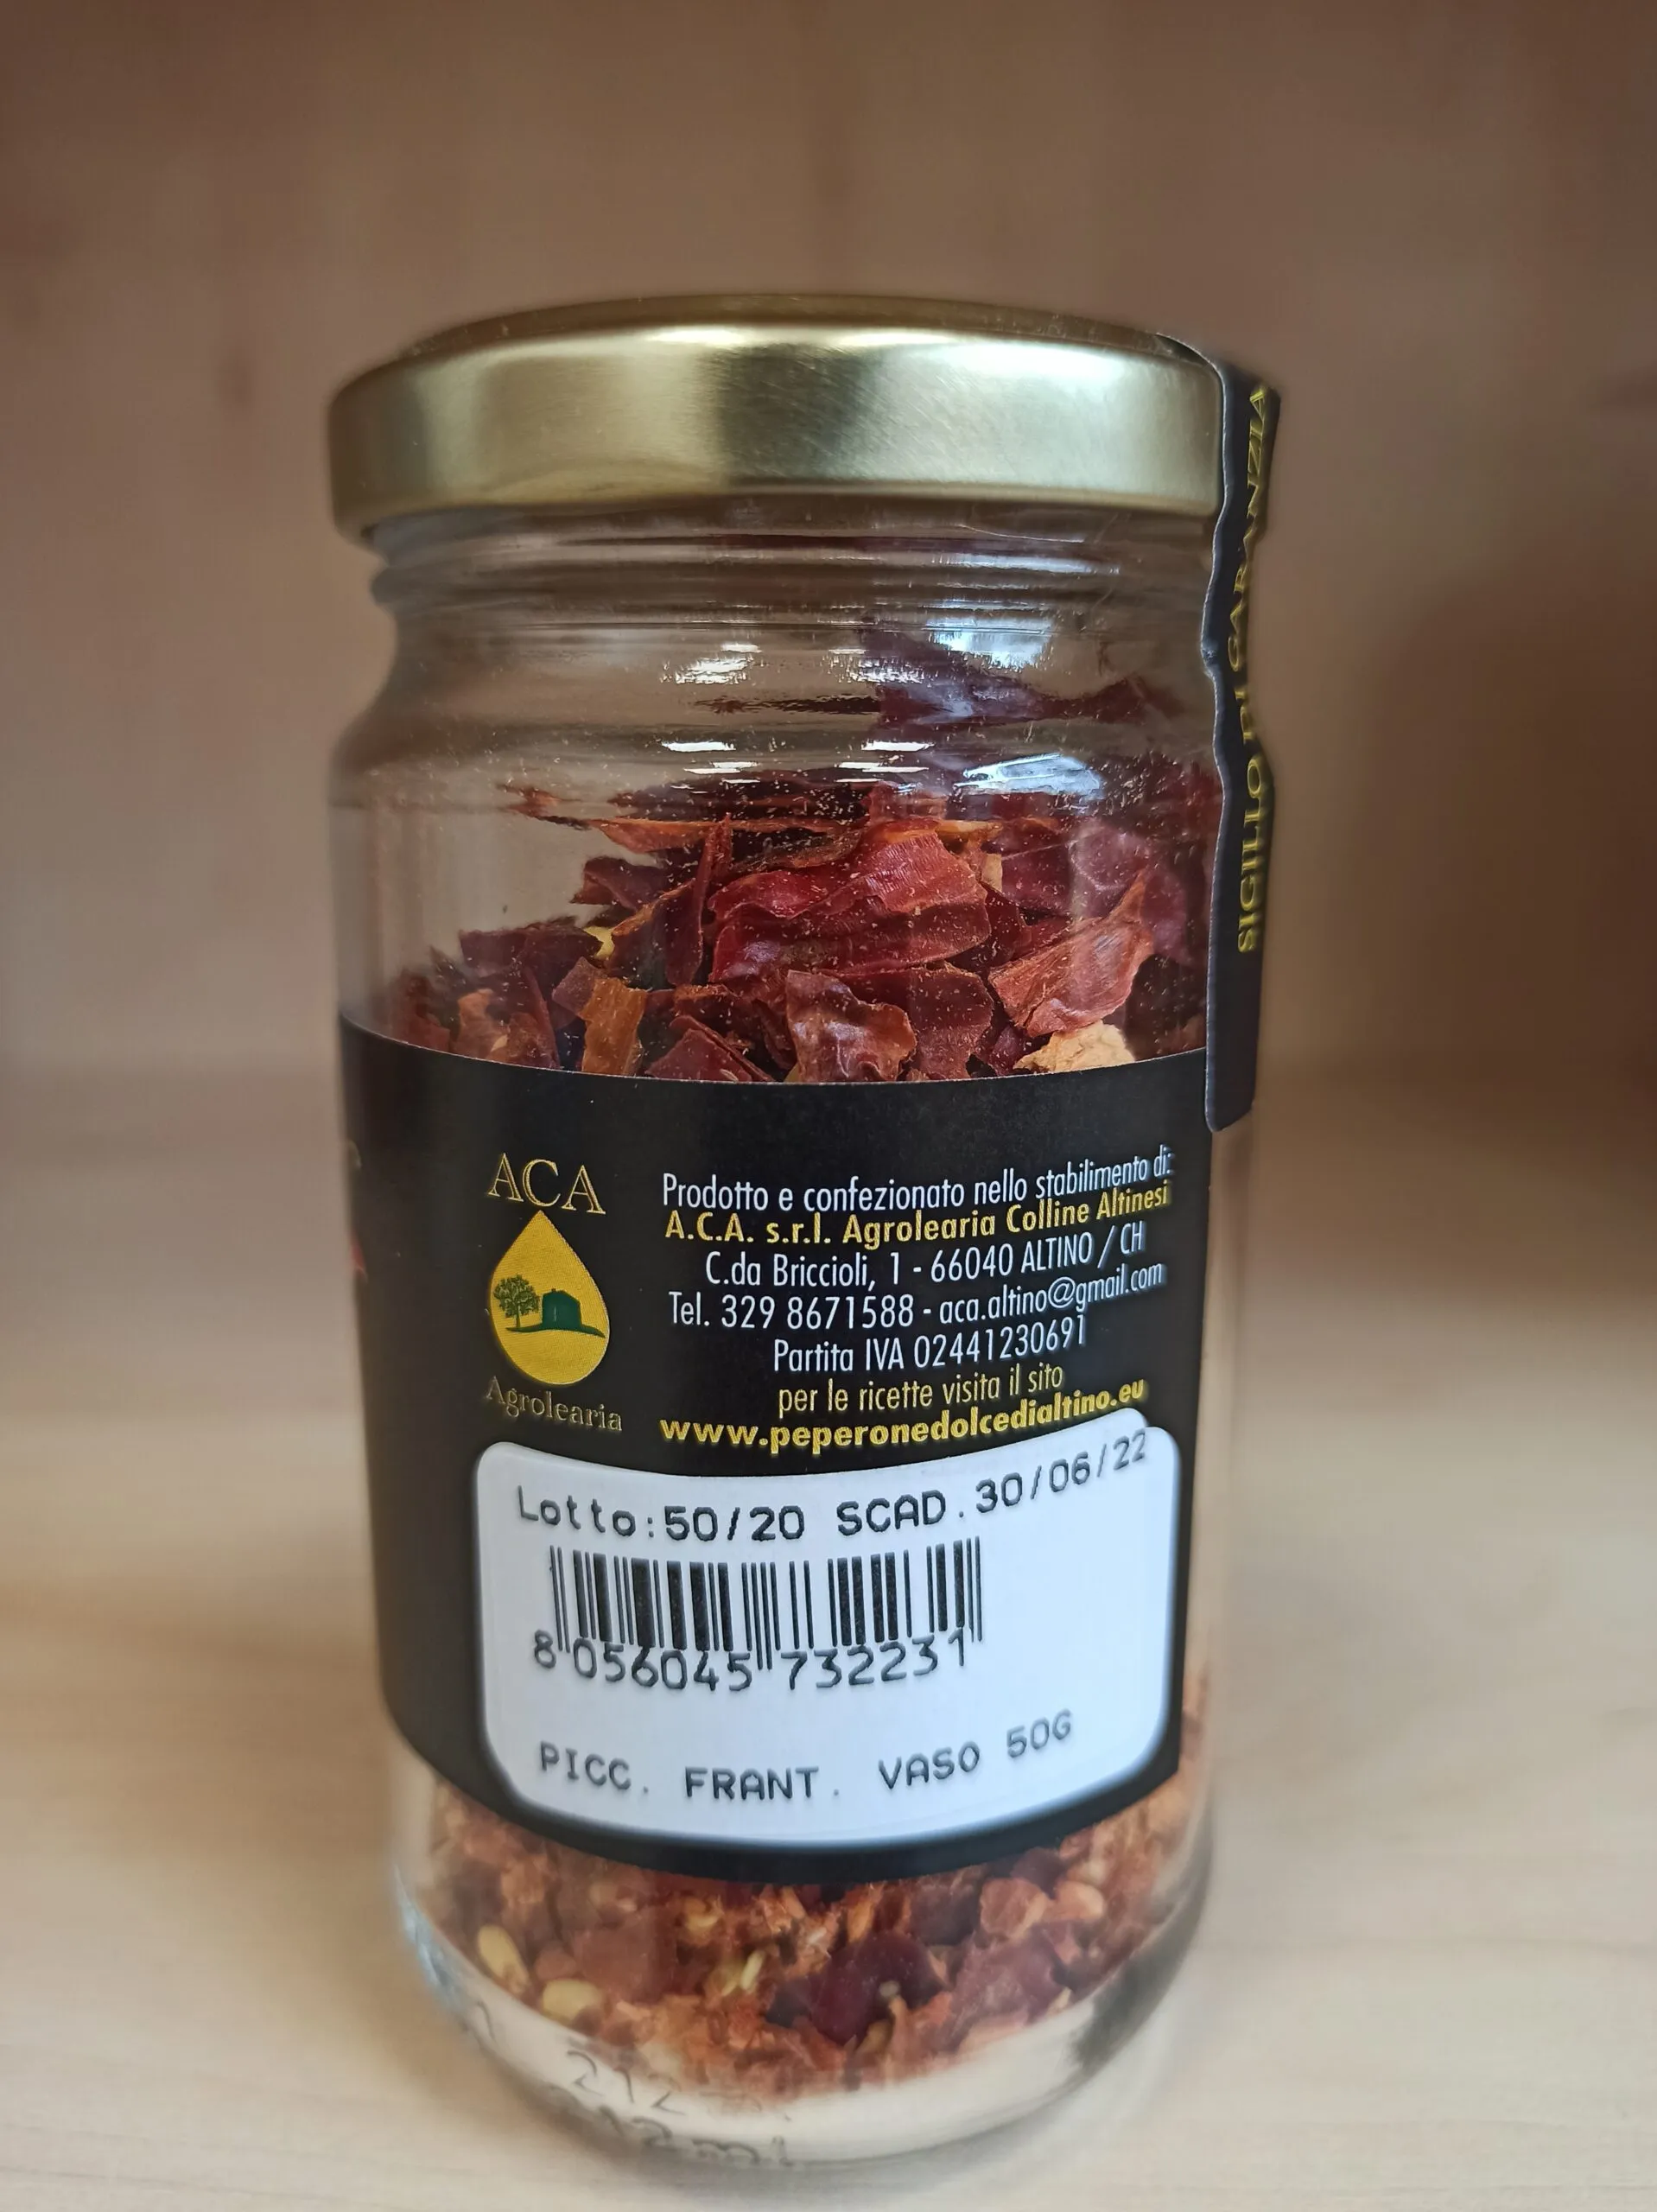 SIGILLO DI GARANZIA
ACA
Agrolearia
Prodotto e confezionato nello stabilimento di:
A.C.A. s.r.l. Agrolearia Colline Altinesi
C.da Briccioli, 1 - 66040 ALTINO / CH
Tel. 329 8671588 - aca.altino@gmail.com
Partita IVA 02441230691
per le ricette visita il sito
www.peperonedolcedialtino.eu
Lotto:50/20 SCAD.30/06/22
8 056045 732231
PICC. FRANT. VASO 50G